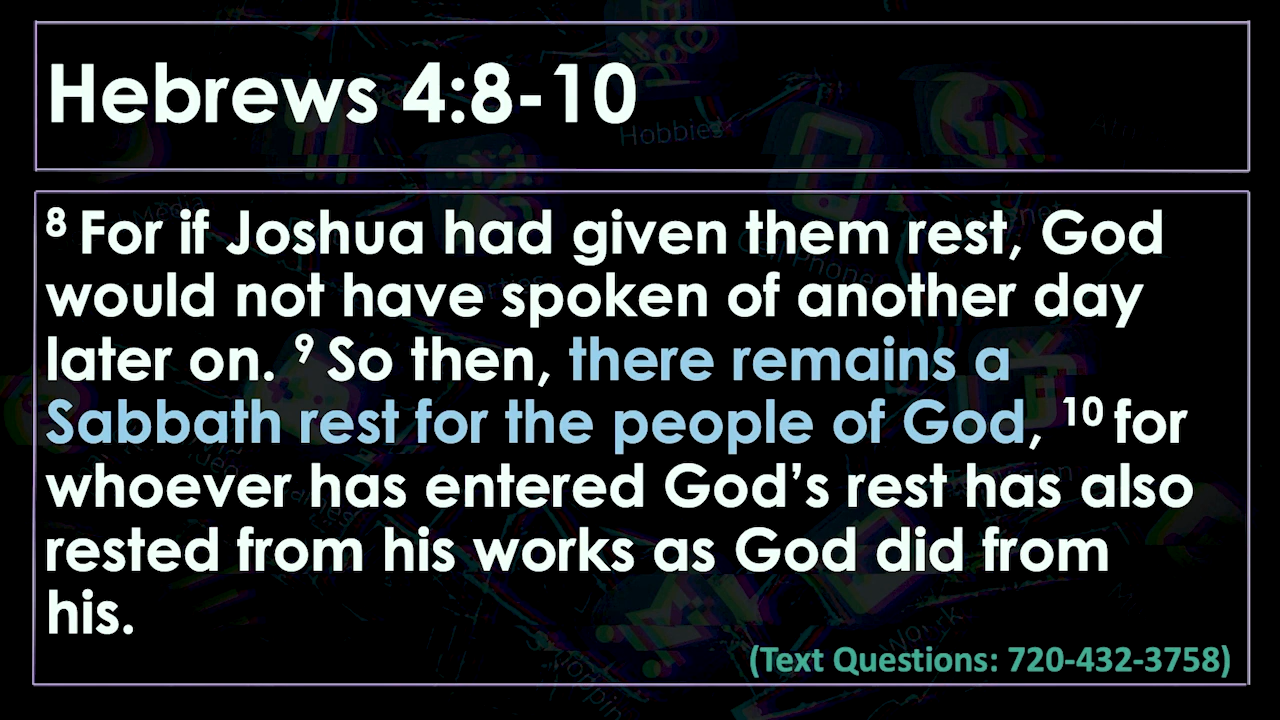 Hebrews 4:8-10
Hobbies
8 For if Joshua had given them rest, God
would not have spoken of another day
later on. 9 So then, there remains a
Sabbath rest for the people of God, 10 for
whoever has entered God’s rest has also
rested from his works as God did from
his.
(Text Questions: 720-432-3758)